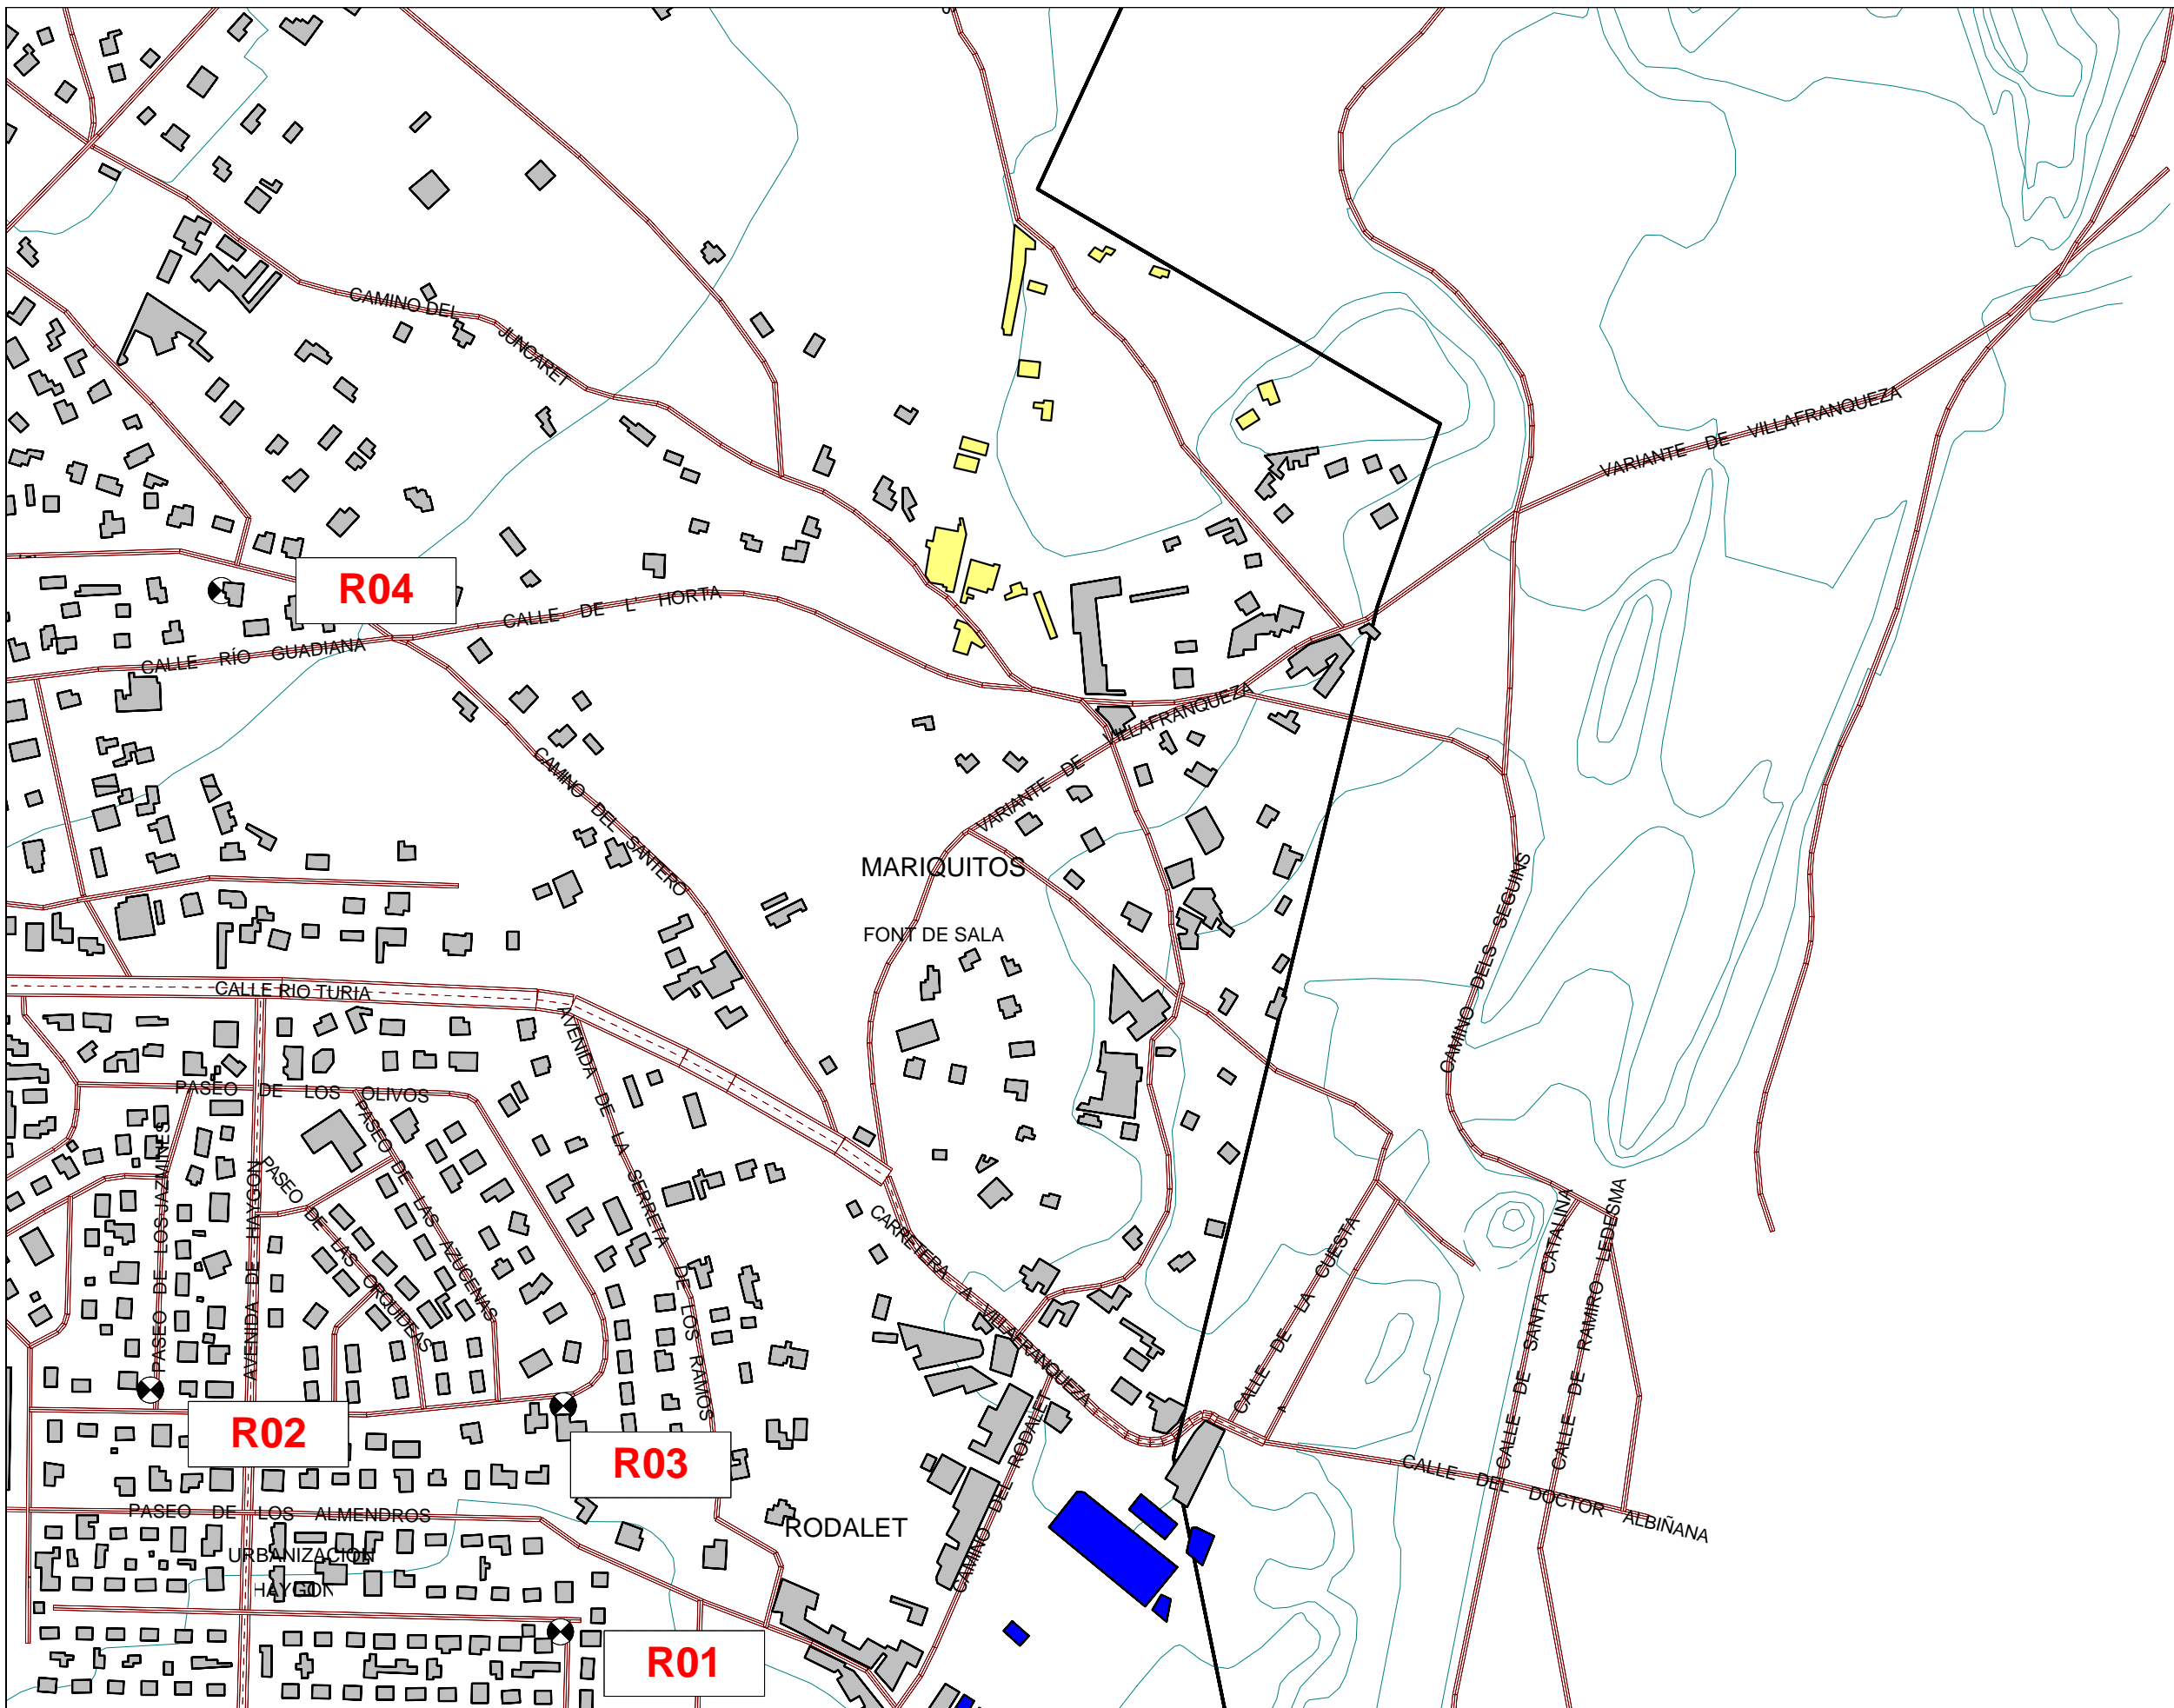 CAMINO DEL JUNCARET
VARIANTE DE VILLAFRANQUEZA
R04
CALLE DE L' HORTA
CALLE RÍO GUADIANA
VARIANTE DE VILLAFRANQUEZA
CAMINO DEL SANTERO
MARIQUITOS
FONT DE SALA
CAMINO DELS SEGUINS
CALLE RIO TURIA
AVENIDA DE LA SERRETA DE LOS RAMOS
PASEO DE LOS OLIVOS
PASEO DE LOS JAZMINES
AVENIDA DE HAYGON
PASEO DE LAS ORQUIDEAS
PASEO DE LAS AZUCENAS
CARRETERA A VILLAFRANQUEZA
CALLE DE LA CUESTA
CALLE DE SANTA CATALINA
CALLE DE RAMIRO LEDESMA
R02
R03
CAMINO DEL RODALET
CALLE DEL DOCTOR ALBIÑANA
PASEO DE LOS ALMENDROS
RODALET
URBANIZACION
HAYGON
R01